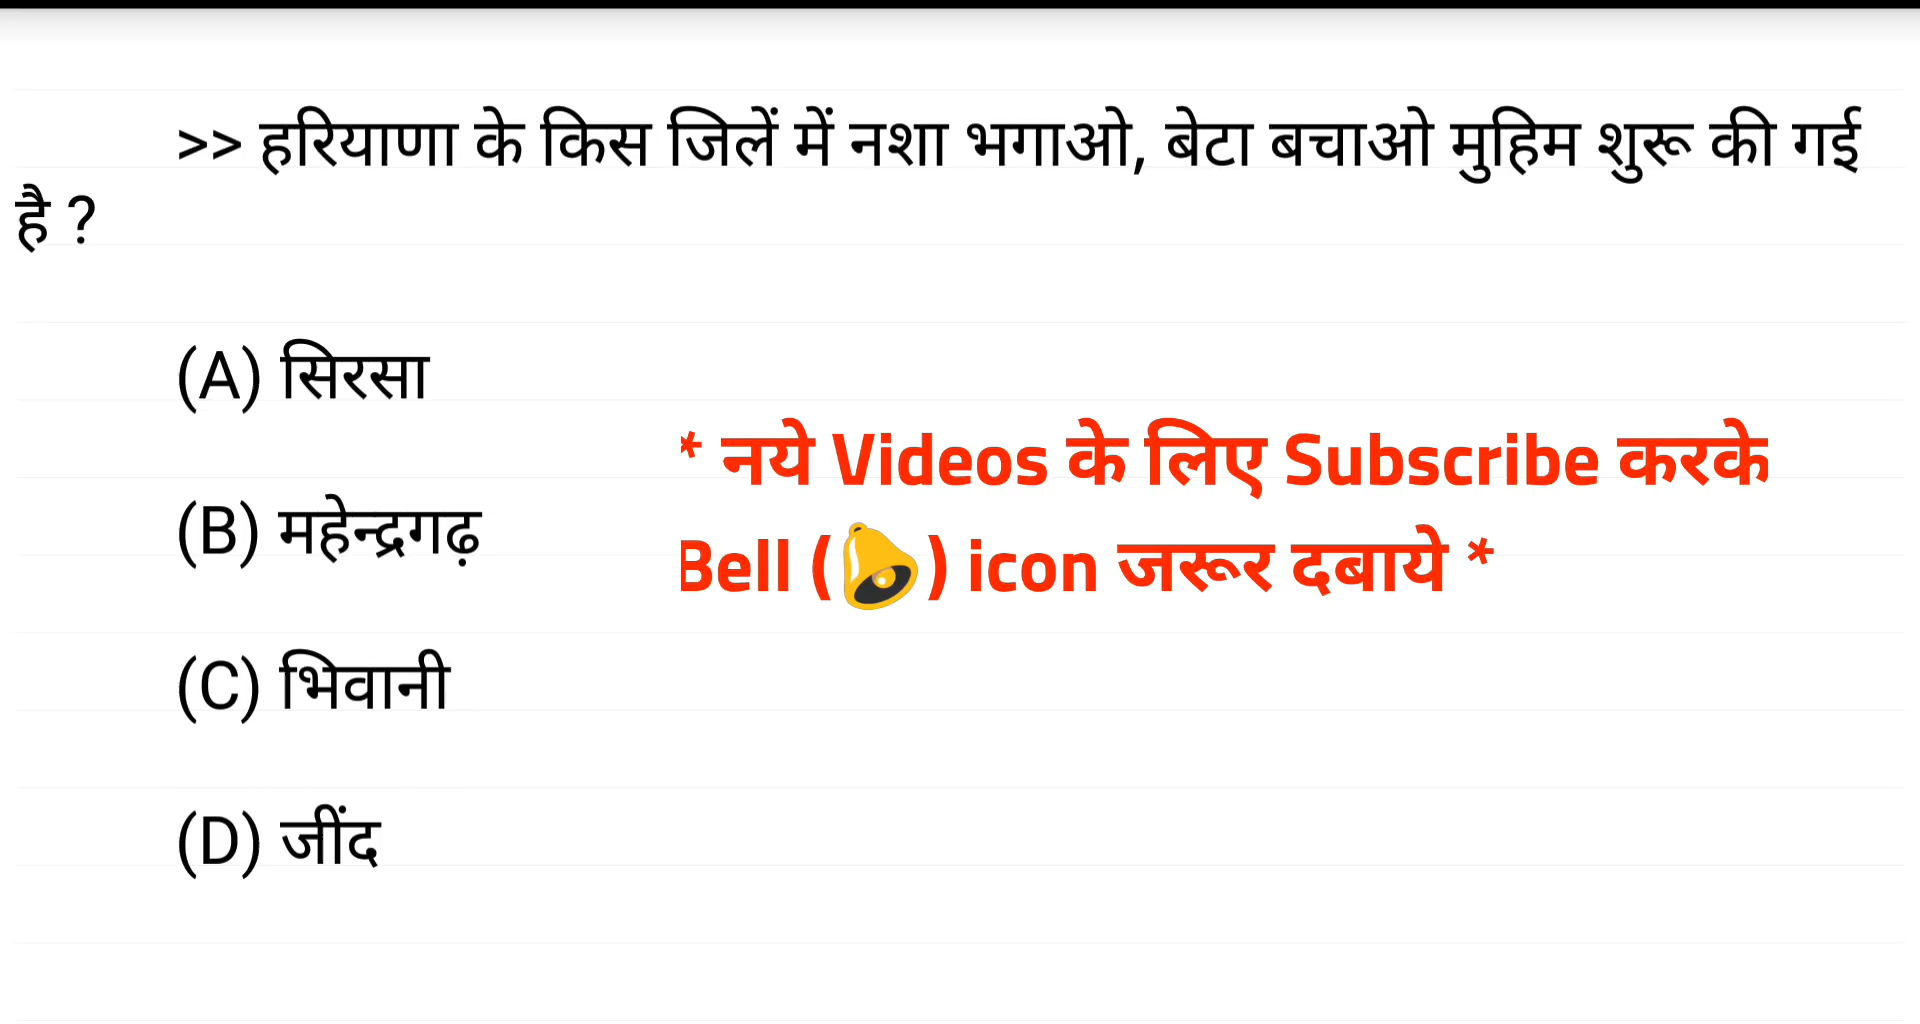 >> हरियाणा के किस जिलें में नशा भगाओ, बेटा बचाओ मुहिम शुरू की गई
है ?
(A) सिरसा
* नये Videos के लिए Subscribe करके
(B) महेन्द्रगढ़
Bell (🔔) icon जरूर दबाये *
(C) भिवानी
(D) जींद